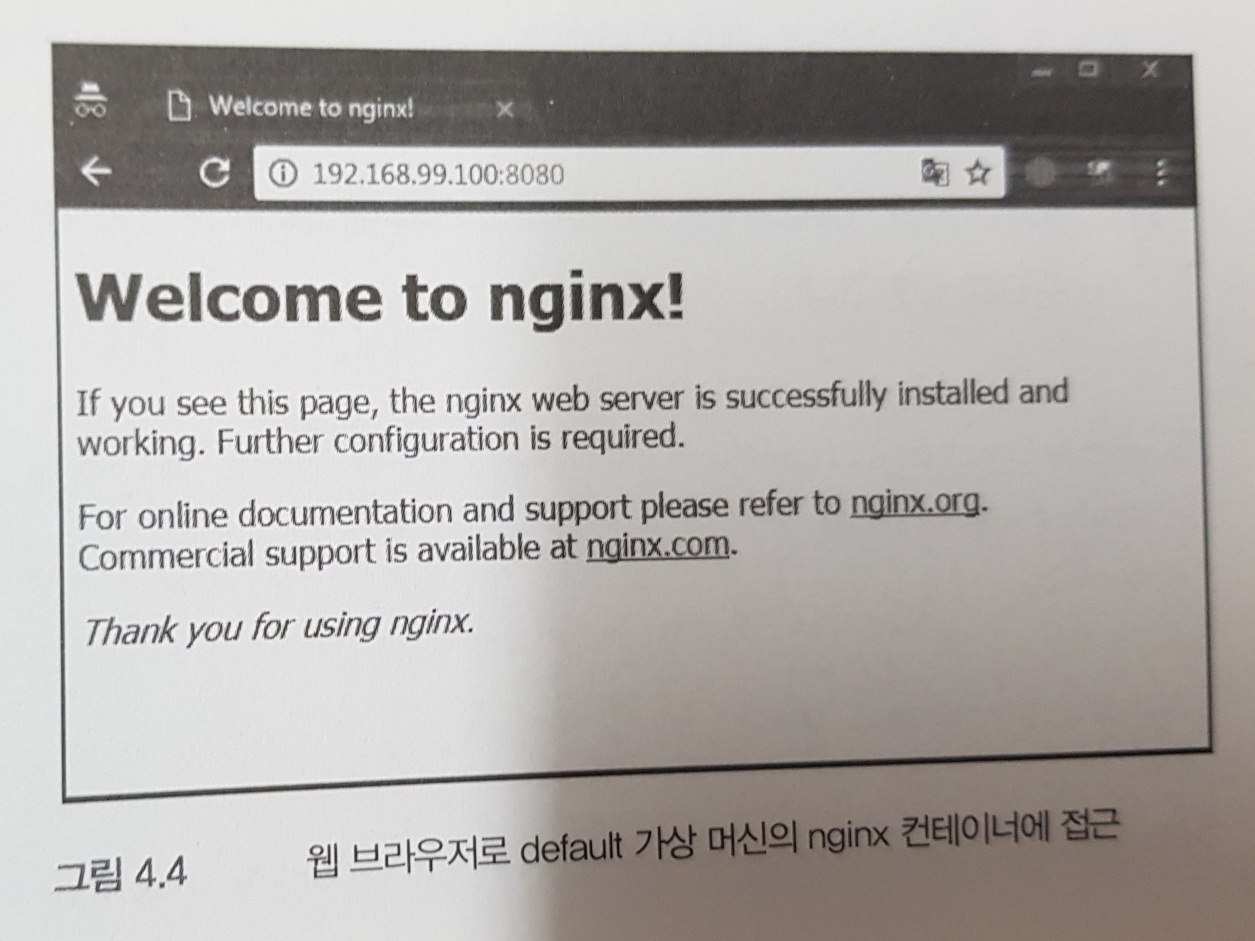 Welcome to nginx!
192.168.99.100:8080
Welcome to nginx!
If you see this page, the nginx web server is successfully installed and
working. Further configuration is required.
For online documentation and support please refer to nginx.org.
Commercial support is available at nginx.com.
Thank you for using nginx.
그림 4.4 웹 브라우저로 default 가상 머신의 nginx 컨테이너에 접근